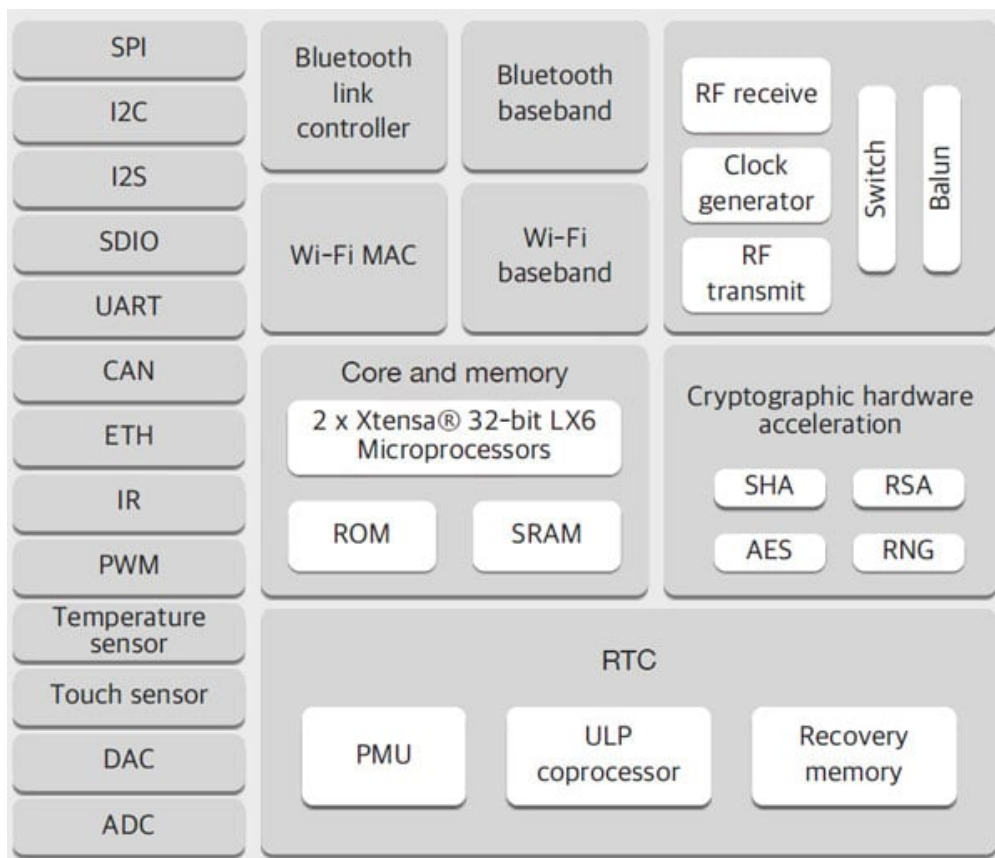 SPI
I2C
I2S
SDIO
UART
CAN
ETH
IR
PWM
Temperature
sensor
Touch sensor
DAC
ADC
Bluetooth
link
controller
Bluetooth
baseband
Wi-Fi MAC
Wi-Fi
baseband
RF receive
Clock
generator
RF
transmit
Switch
Balun
Core and memory
2 x Xtensa® 32-bit LX6
Microprocessors
ROM
SRAM
Cryptographic hardware
acceleration
SHA
RSA
AES
RNG
RTC
PMU
ULP
coprocessor
Recovery
memory